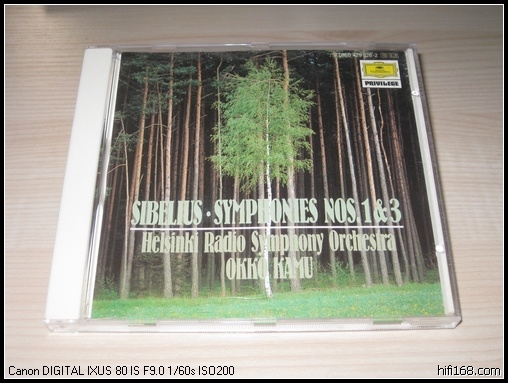 PRIVILEGE
SIBELIUS · SYMPHONIES NOS. 1 & 3
Helsinki Radio Symphony Orchestra
OKKO KAMU
Canon DIGITAL IXUS 80 IS F9.0 1/60s ISO200
hifi168.com